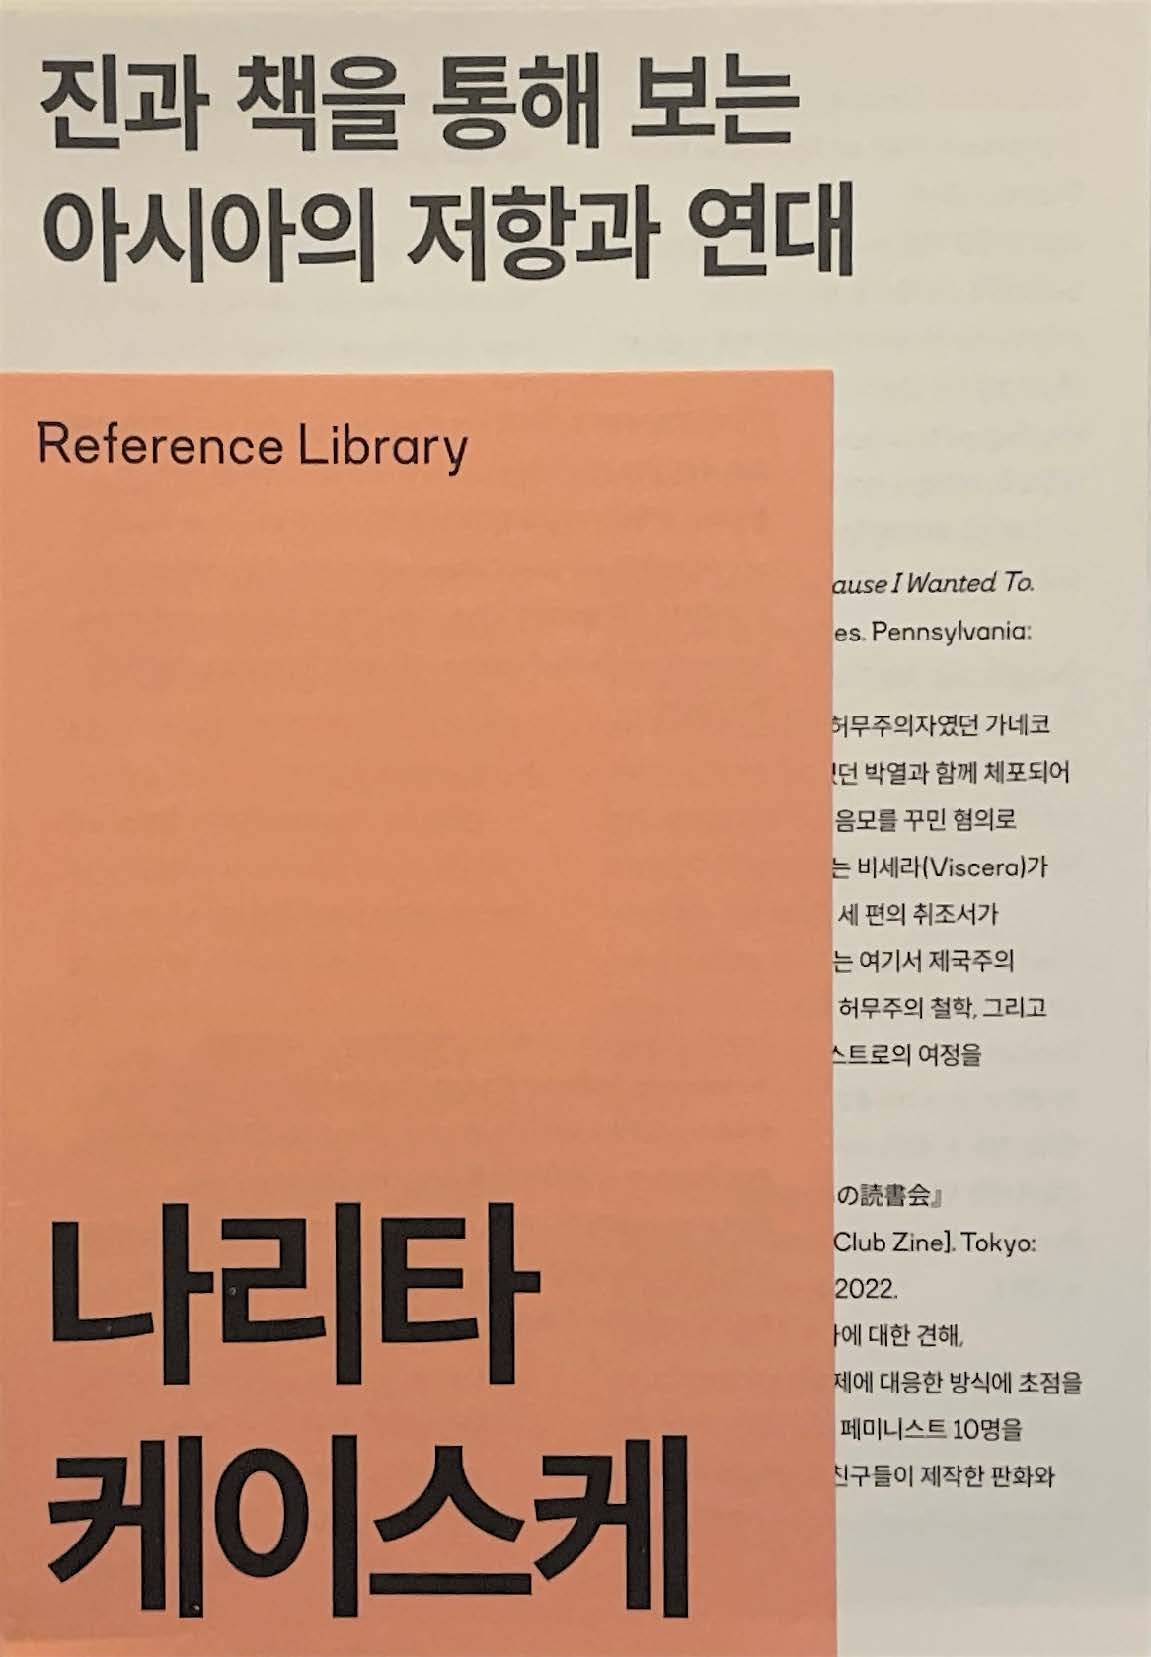 진과 책을 통해 보는
아시아의 저항과 연대
Reference Library
나리타
케이스케
ause I Wanted To.
es. Pennsylvania:
허무주의자였던 가네코
던 박열과 함께 체포되어
음모를 꾸민 혐의로
는 비세라(Viscera)가
세 편의 취조서가
는 여기서 제국주의
허무주의 철학, 그리고
스트로의 여정을
の読書会』
Club Zine]. Tokyo:
2022.
에 대한 견해,
제에 대응한 방식에 초점을
페미니스트 10명을
친구들이 제작한 판화와